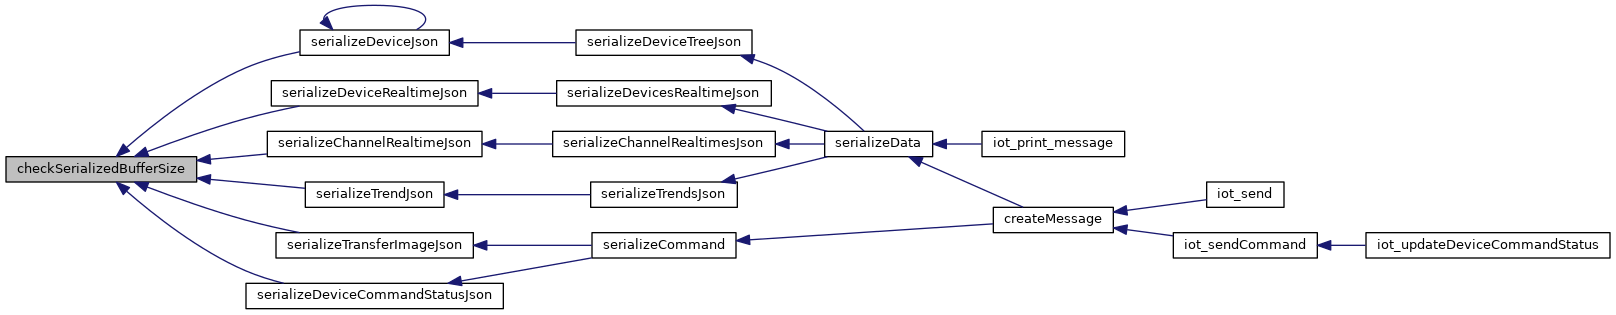 serializeDeviceJson
serializeDeviceTreeJson
serializeDeviceRealtimeJson
serializeDevicesRealtimeJson
serializeChannelRealtimeJson
serializeChannelRealtimesJson
serializeData
iot_print_message
checkSerializedBufferSize
serializeTrendJson
serializeTrendsJson
iot_send
createMessage
serializeTransferImageJson
serializeCommand
iot_sendCommand
iot_updateDeviceCommandStatus
serializeDeviceCommandStatusJson